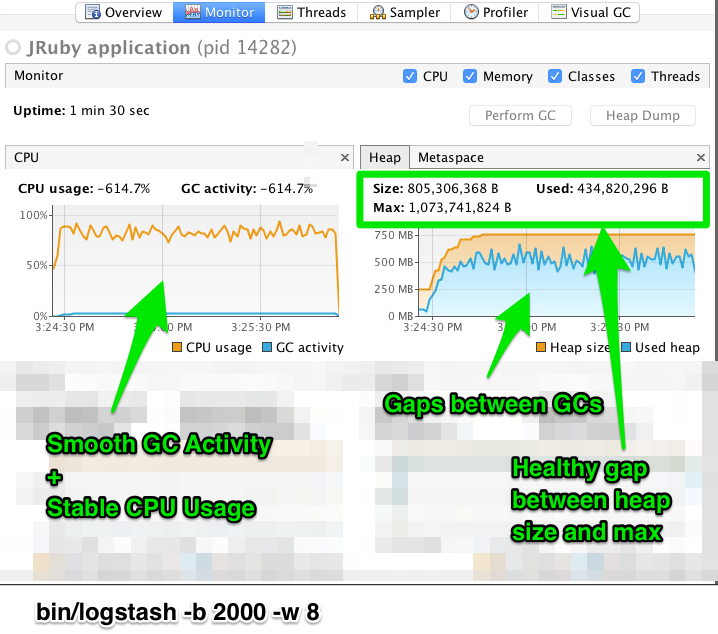 Overview Monitor Threads Sampler Profiler Visual GC
JRuby application (pid 14282)
Monitor CPU Memory Classes Threads
Uptime: 1 min 30 sec
Perform GC Heap Dump
CPU
CPU usage: -614.7% GC activity: -614.7%
100%
50%
0%
3:24:30 PM 3:25:30 PM
CPU usage GC activity
Heap Metaspace
Size: 805,306,368 B Used: 434,820,296 B
Max: 1,073,741,824 B
750 MB
500 MB
250 MB
0 MB
3:24:30 PM
Heap size Used heap
Smooth GC Activity
+
Stable CPU Usage
Gaps between GCs
Healthy gap
between heap
size and max
bin/logstash -b 2000 -w 8